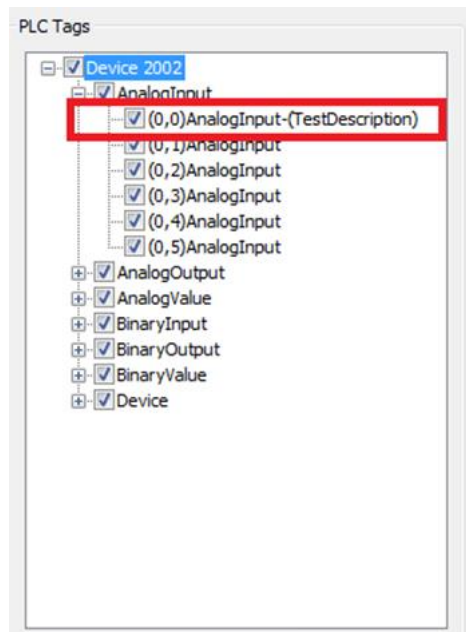 PLC Tags
Device 2002
AnalogInput
(0,0)AnalogInput-(TestDescription)
(0,1)AnalogInput
(0,2)AnalogInput
(0,3)AnalogInput
(0,4)AnalogInput
(0,5)AnalogInput
AnalogOutput
AnalogValue
BinaryInput
BinaryOutput
BinaryValue
Device